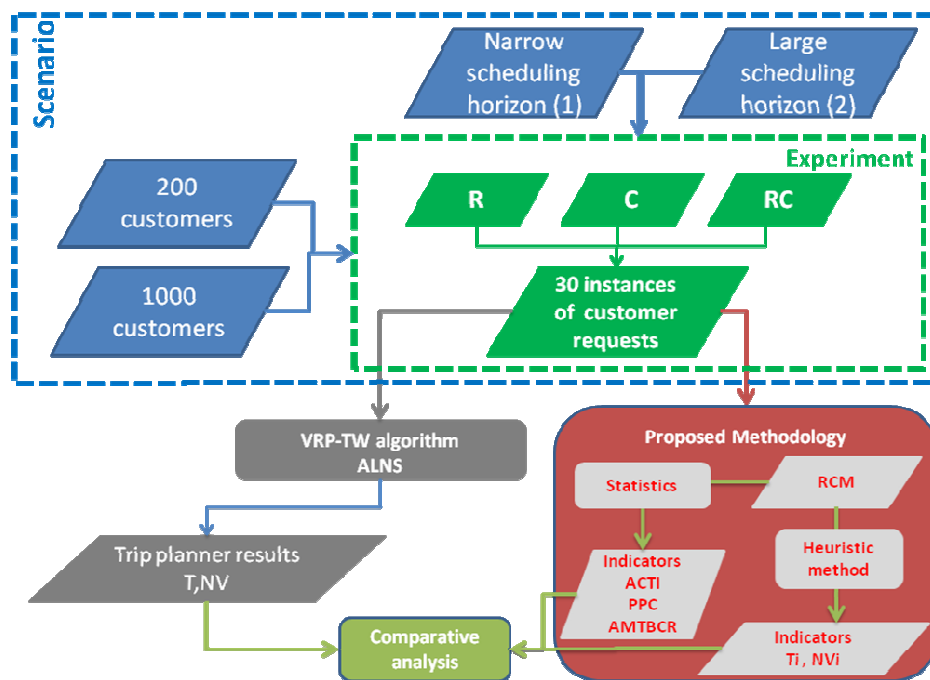 Scenario
Narrow
scheduling
horizon (1)
Large
scheduling
horizon (2)
Experiment
200
customers
R
C
RC
1000
customers
30 instances
of customer
requests
VRP-TW algorithm
ALNS
Proposed Methodology
Statistics
RCM
Trip planner results
T,NV
Indicators
ACTI
PPC
AMTBCR
Heuristic
method
Comparative
analysis
Indicators
Ti , NVi